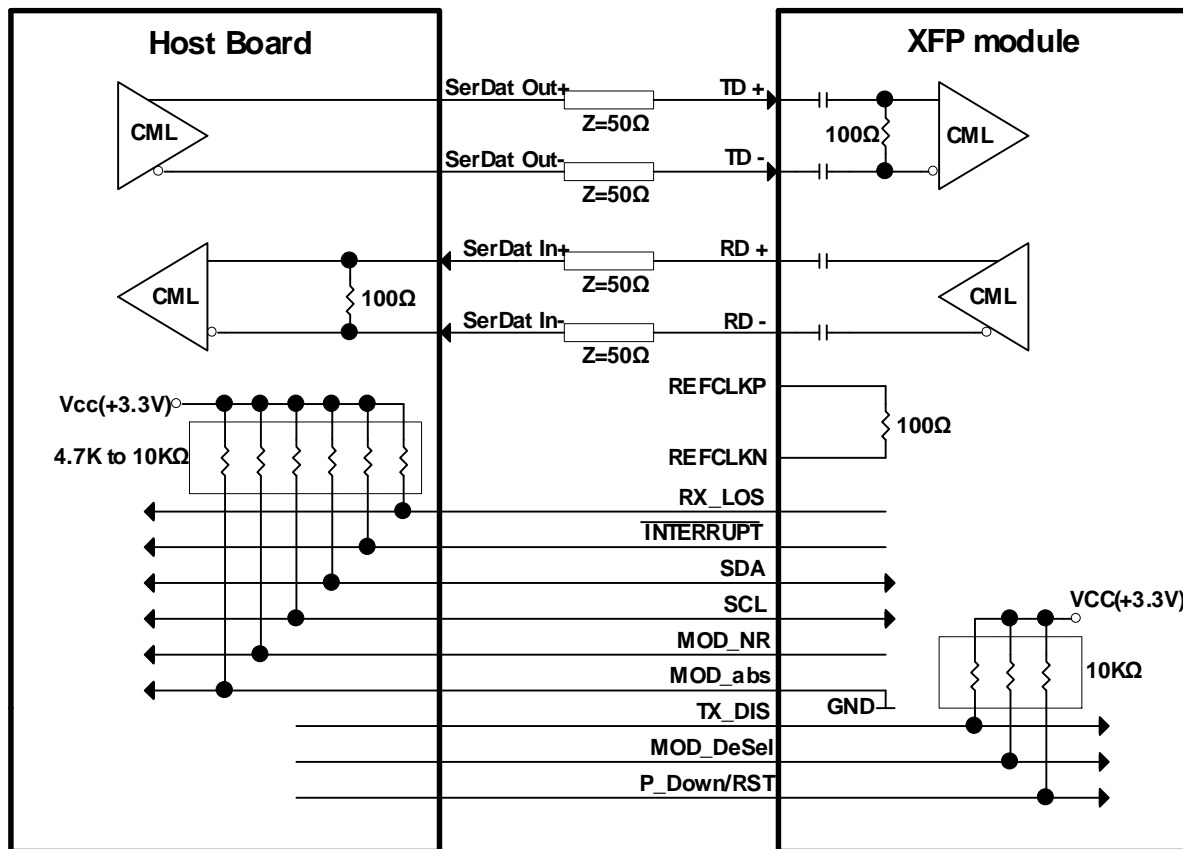 Host Board
XFP module
SerDat Out+
TD +
CML
Z=50Ω
100Ω
CML
SerDat Out-
TD -
Z=50Ω
SerDat In+
RD +
CML
100Ω
Z=50Ω
CML
SerDat In-
RD -
Z=50Ω
REFCLKP
Vcc(+3.3V)
100Ω
4.7K to 10KΩ
REFCLKN
RX_LOS
INTERRUPT
SDA
SCL
VCC(+3.3V)
MOD_NR
MOD_abs
10KΩ
GND
TX_DIS
MOD_DeSel
P_Down/RST